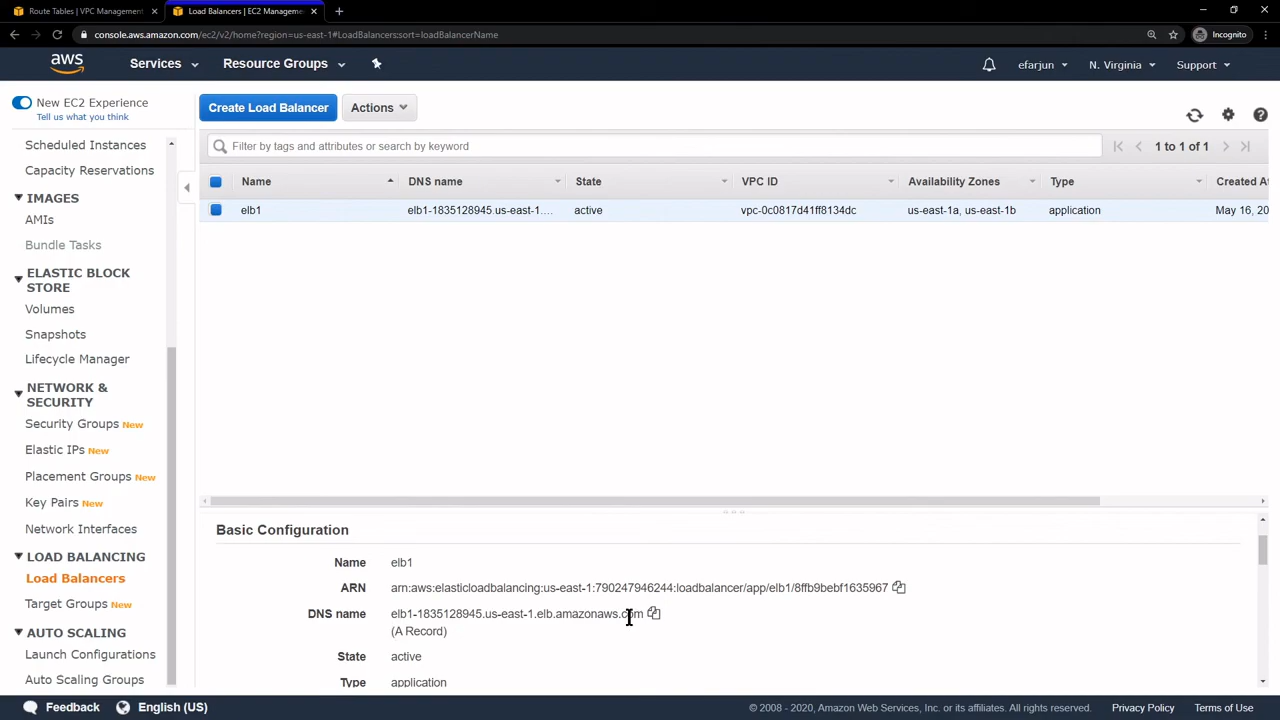 Route Tables | VPC Management
Load Balancers | EC2 Manageme
console.aws.amazon.com/ec2/v2/home?region=us-east-1#LoadBalancers:sort=loadBalancerName
Incognito
aws
Services
Resource Groups
efarjun
N. Virginia
Support
New EC2 Experience
Tell us what you think
Scheduled Instances
Capacity Reservations
IMAGES
AMIs
Bundle Tasks
ELASTIC BLOCK
STORE
Volumes
Snapshots
Lifecycle Manager
NETWORK &
SECURITY
Security Groups New
Elastic IPs New
Placement Groups New
Key Pairs New
Network Interfaces
LOAD BALANCING
Load Balancers
Target Groups New
AUTO SCALING
Launch Configurations
Auto Scaling Groups
Create Load Balancer
Actions
Filter by tags and attributes or search by keyword
1 to 1 of 1
Name DNS name State VPC ID Availability Zones Type Created At
elb1 elb1-1835128945.us-east-1.... active vpc-0c0817d41ff8134dc us-east-1a, us-east-1b application May 16, 20
Basic Configuration
Name elb1
ARN arn:aws:elasticloadbalancing:us-east-1:790247946244:loadbalancer/app/elb1/8ffb9bebf1635967
DNS name elb1-1835128945.us-east-1.elb.amazonaws.com
(A Record)
State active
Type application
Feedback
English (US)
© 2008 - 2020, Amazon Web Services, Inc. or its affiliates. All rights reserved.
Privacy Policy
Terms of Use